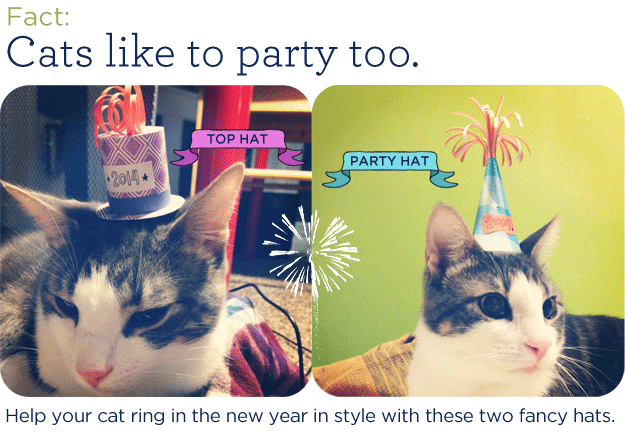 Fact:
Cats like to party too.
TOP HAT
PARTY HAT
★2014★
Help your cat ring in the new year in style with these two fancy hats.